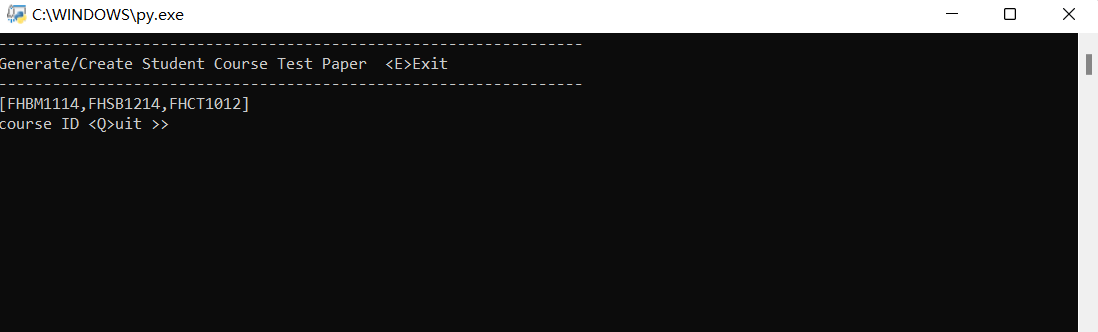 C:\WINDOWS\py.exe
-----------------------------------------------------------------
Generate/Create Student Course Test Paper  <E>Exit
-----------------------------------------------------------------
[FHBM1114,FHSB1214,FHCT1012]
course ID <Q>uit >>